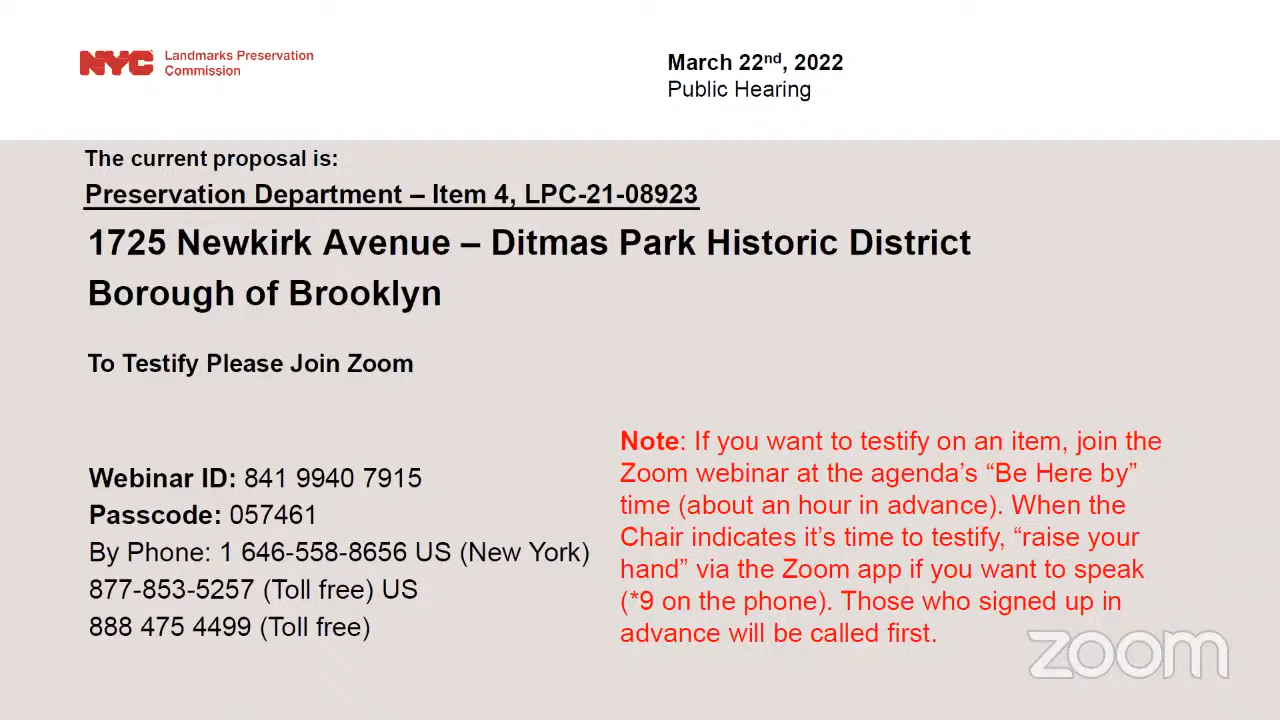 NYC Landmarks Preservation
Commission
March 22nd, 2022
Public Hearing
The current proposal is:
Preservation Department – Item 4, LPC-21-08923
1725 Newkirk Avenue – Ditmas Park Historic District
Borough of Brooklyn
To Testify Please Join Zoom
Webinar ID: 841 9940 7915
Passcode: 057461
By Phone: 1 646-558-8656 US (New York)
877-853-5257 (Toll free) US
888 475 4499 (Toll free)
Note: If you want to testify on an item, join the
Zoom webinar at the agenda’s “Be Here by”
time (about an hour in advance). When the
Chair indicates it’s time to testify, “raise your
hand” via the Zoom app if you want to speak
(*9 on the phone). Those who signed up in
advance will be called first.
zoom